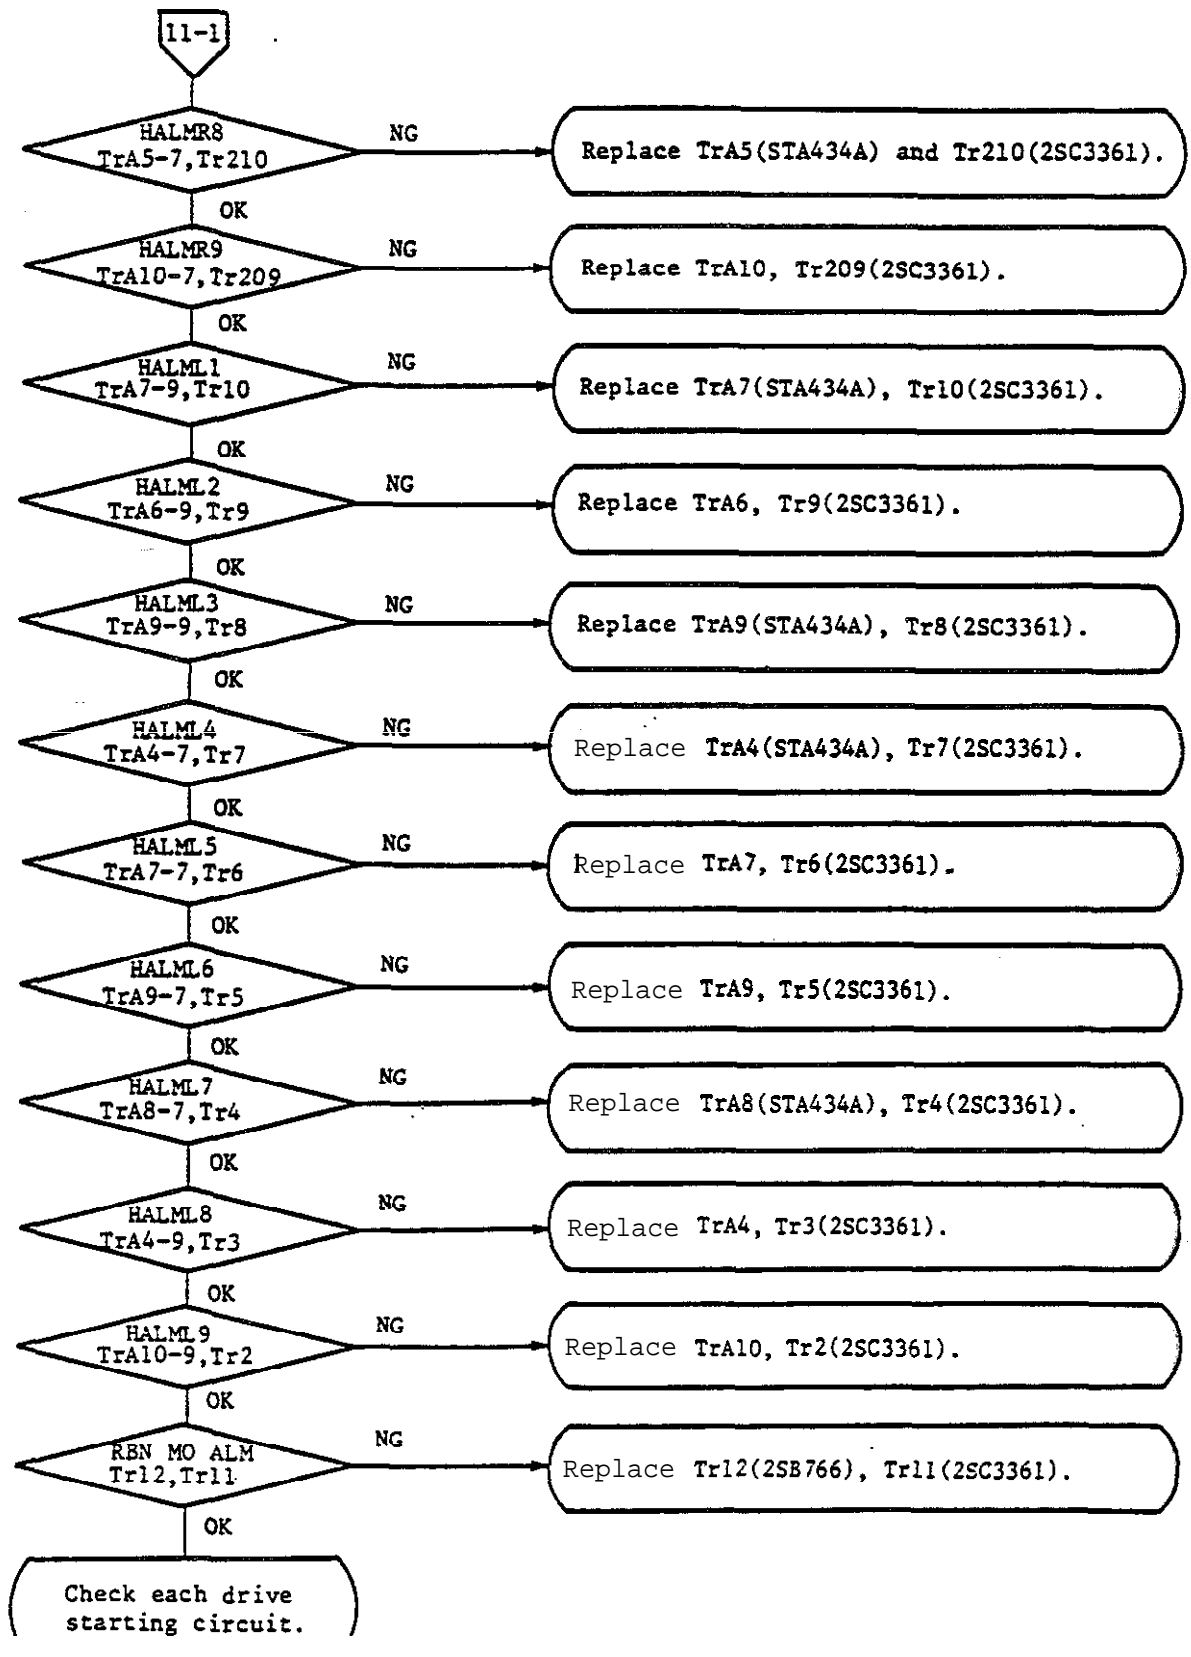 11-1
HALMR8
TrA5-7,Tr210
NG
Replace TrA5(STA434A) and Tr210(2SC3361).
OK
HALMR9
TrA10-7,Tr209
NG
Replace TrA10, Tr209(2SC3361).
OK
HALML1
TrA7-9,Tr10
NG
Replace TrA7(STA434A), Tr10(2SC3361).
OK
HALML2
TrA6-9,Tr9
NG
Replace TrA6, Tr9(2SC3361).
OK
HALML3
TrA9-9,Tr8
NG
Replace TrA9(STA434A), Tr8(2SC3361).
OK
HALML4
TrA4-7,Tr7
NG
Replace TrA4(STA434A), Tr7(2SC3361).
OK
HALML5
TrA7-7,Tr6
NG
Replace TrA7, Tr6(2SC3361).
OK
HALML6
TrA9-7,Tr5
NG
Replace TrA9, Tr5(2SC3361).
OK
HALML7
TrA8-7,Tr4
NG
Replace TrA8(STA434A), Tr4(2SC3361).
OK
HALML8
TrA4-9,Tr3
NG
Replace TrA4, Tr3(2SC3361).
OK
HALML9
TrA10-9,Tr2
NG
Replace TrA10, Tr2(2SC3361).
OK
RBN MO ALM
Tr12,Tr11
NG
Replace Tr12(2SB766), Tr11(2SC3361).
OK
Check each drive
starting circuit.